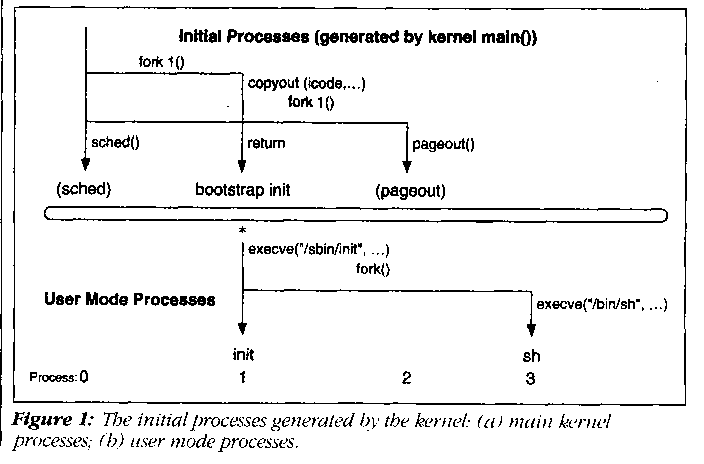 Initial Processes (generated by kernel main())
fork 1()
copyout (icode,...)
fork 1()
sched() return pageout()
(sched) bootstrap init (pageout)
*
execve("/sbin/init", ...)
fork()
User Mode Processes
execve("/bin/sh", ...)
init sh
Process: 0 1 2 3
Figure 1: The initial processes generated by the kernel: (a) main kernel
processes; (b) user mode processes.